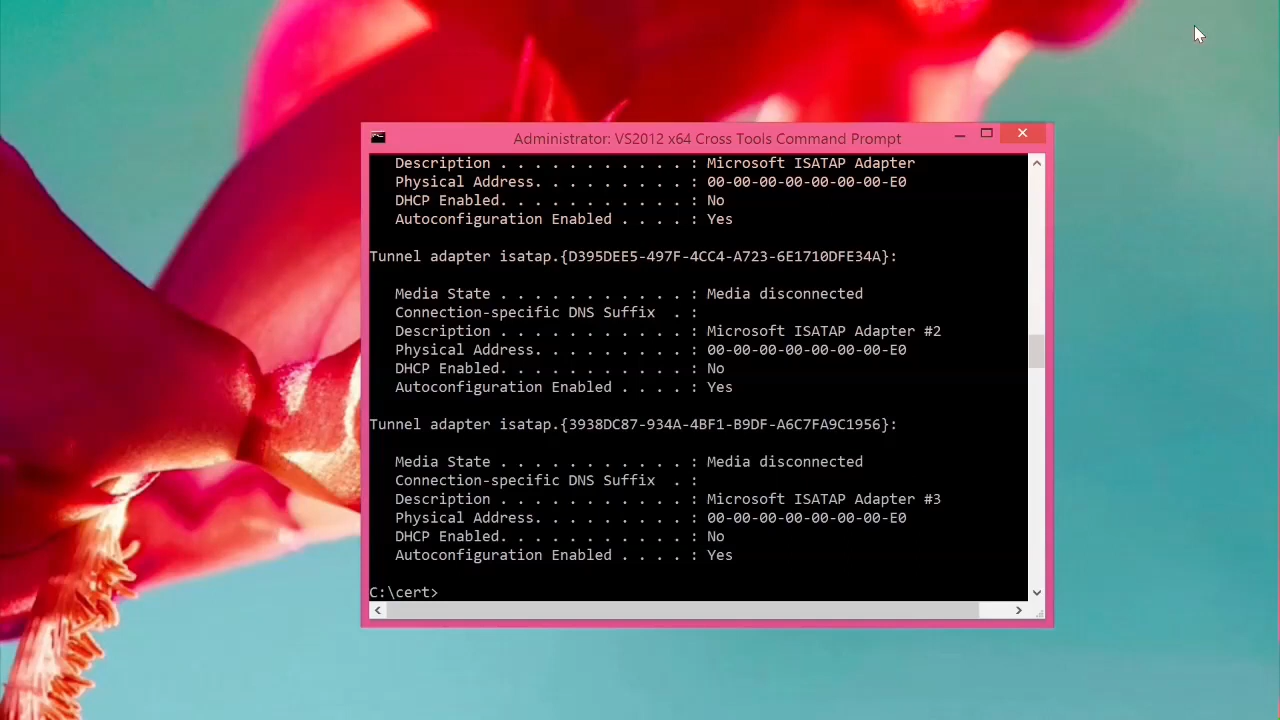 Administrator: VS2012 x64 Cross Tools Command Prompt
Description . . . . . . . . . . . : Microsoft ISATAP Adapter
Physical Address. . . . . . . . . : 00-00-00-00-00-00-00-E0
DHCP Enabled. . . . . . . . . . . : No
Autoconfiguration Enabled . . . . : Yes
Tunnel adapter isatap.{D395DEE5-497F-4CC4-A723-6E1710DFE34A}:
Media State . . . . . . . . . . . : Media disconnected
Connection-specific DNS Suffix  . :
Description . . . . . . . . . . . : Microsoft ISATAP Adapter #2
Physical Address. . . . . . . . . : 00-00-00-00-00-00-00-E0
DHCP Enabled. . . . . . . . . . . : No
Autoconfiguration Enabled . . . . : Yes
Tunnel adapter isatap.{3938DC87-934A-4BF1-B9DF-A6C7FA9C1956}:
Media State . . . . . . . . . . . : Media disconnected
Connection-specific DNS Suffix  . :
Description . . . . . . . . . . . : Microsoft ISATAP Adapter #3
Physical Address. . . . . . . . . : 00-00-00-00-00-00-00-E0
DHCP Enabled. . . . . . . . . . . : No
Autoconfiguration Enabled . . . . : Yes
C:\cert>